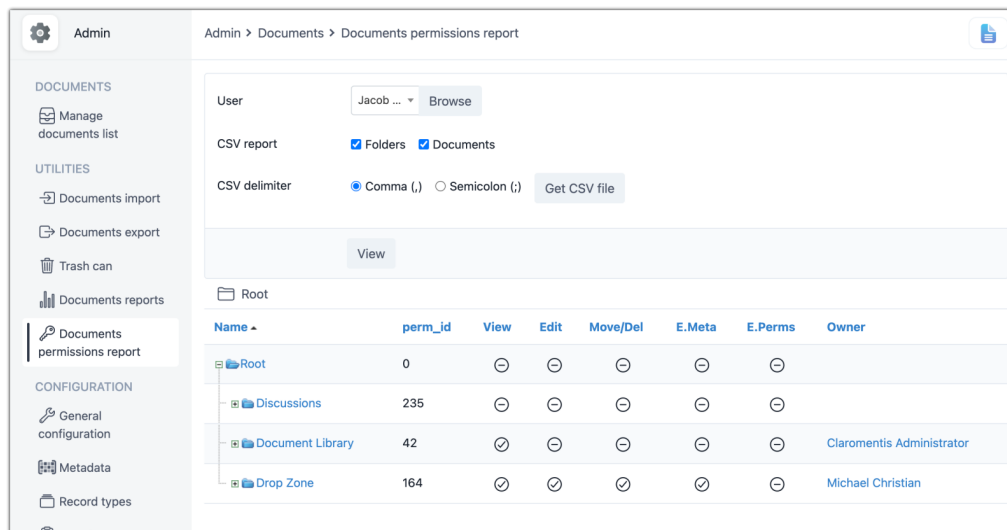 Admin
Admin > Documents > Documents permissions report
DOCUMENTS
Manage
documents list
UTILITIES
Documents import
Documents export
Trash can
Documents reports
Documents
permissions report
CONFIGURATION
General
configuration
Metadata
Record types
User
Jacob ...
Browse
CSV report
Folders
Documents
CSV delimiter
Comma (,)
Semicolon (;)
Get CSV file
View
Root
Name perm_id View Edit Move/Del E.Meta E.Perms Owner
Root 0
Discussions 235
Document Library 42 Claromentis Administrator
Drop Zone 164 Michael Christian